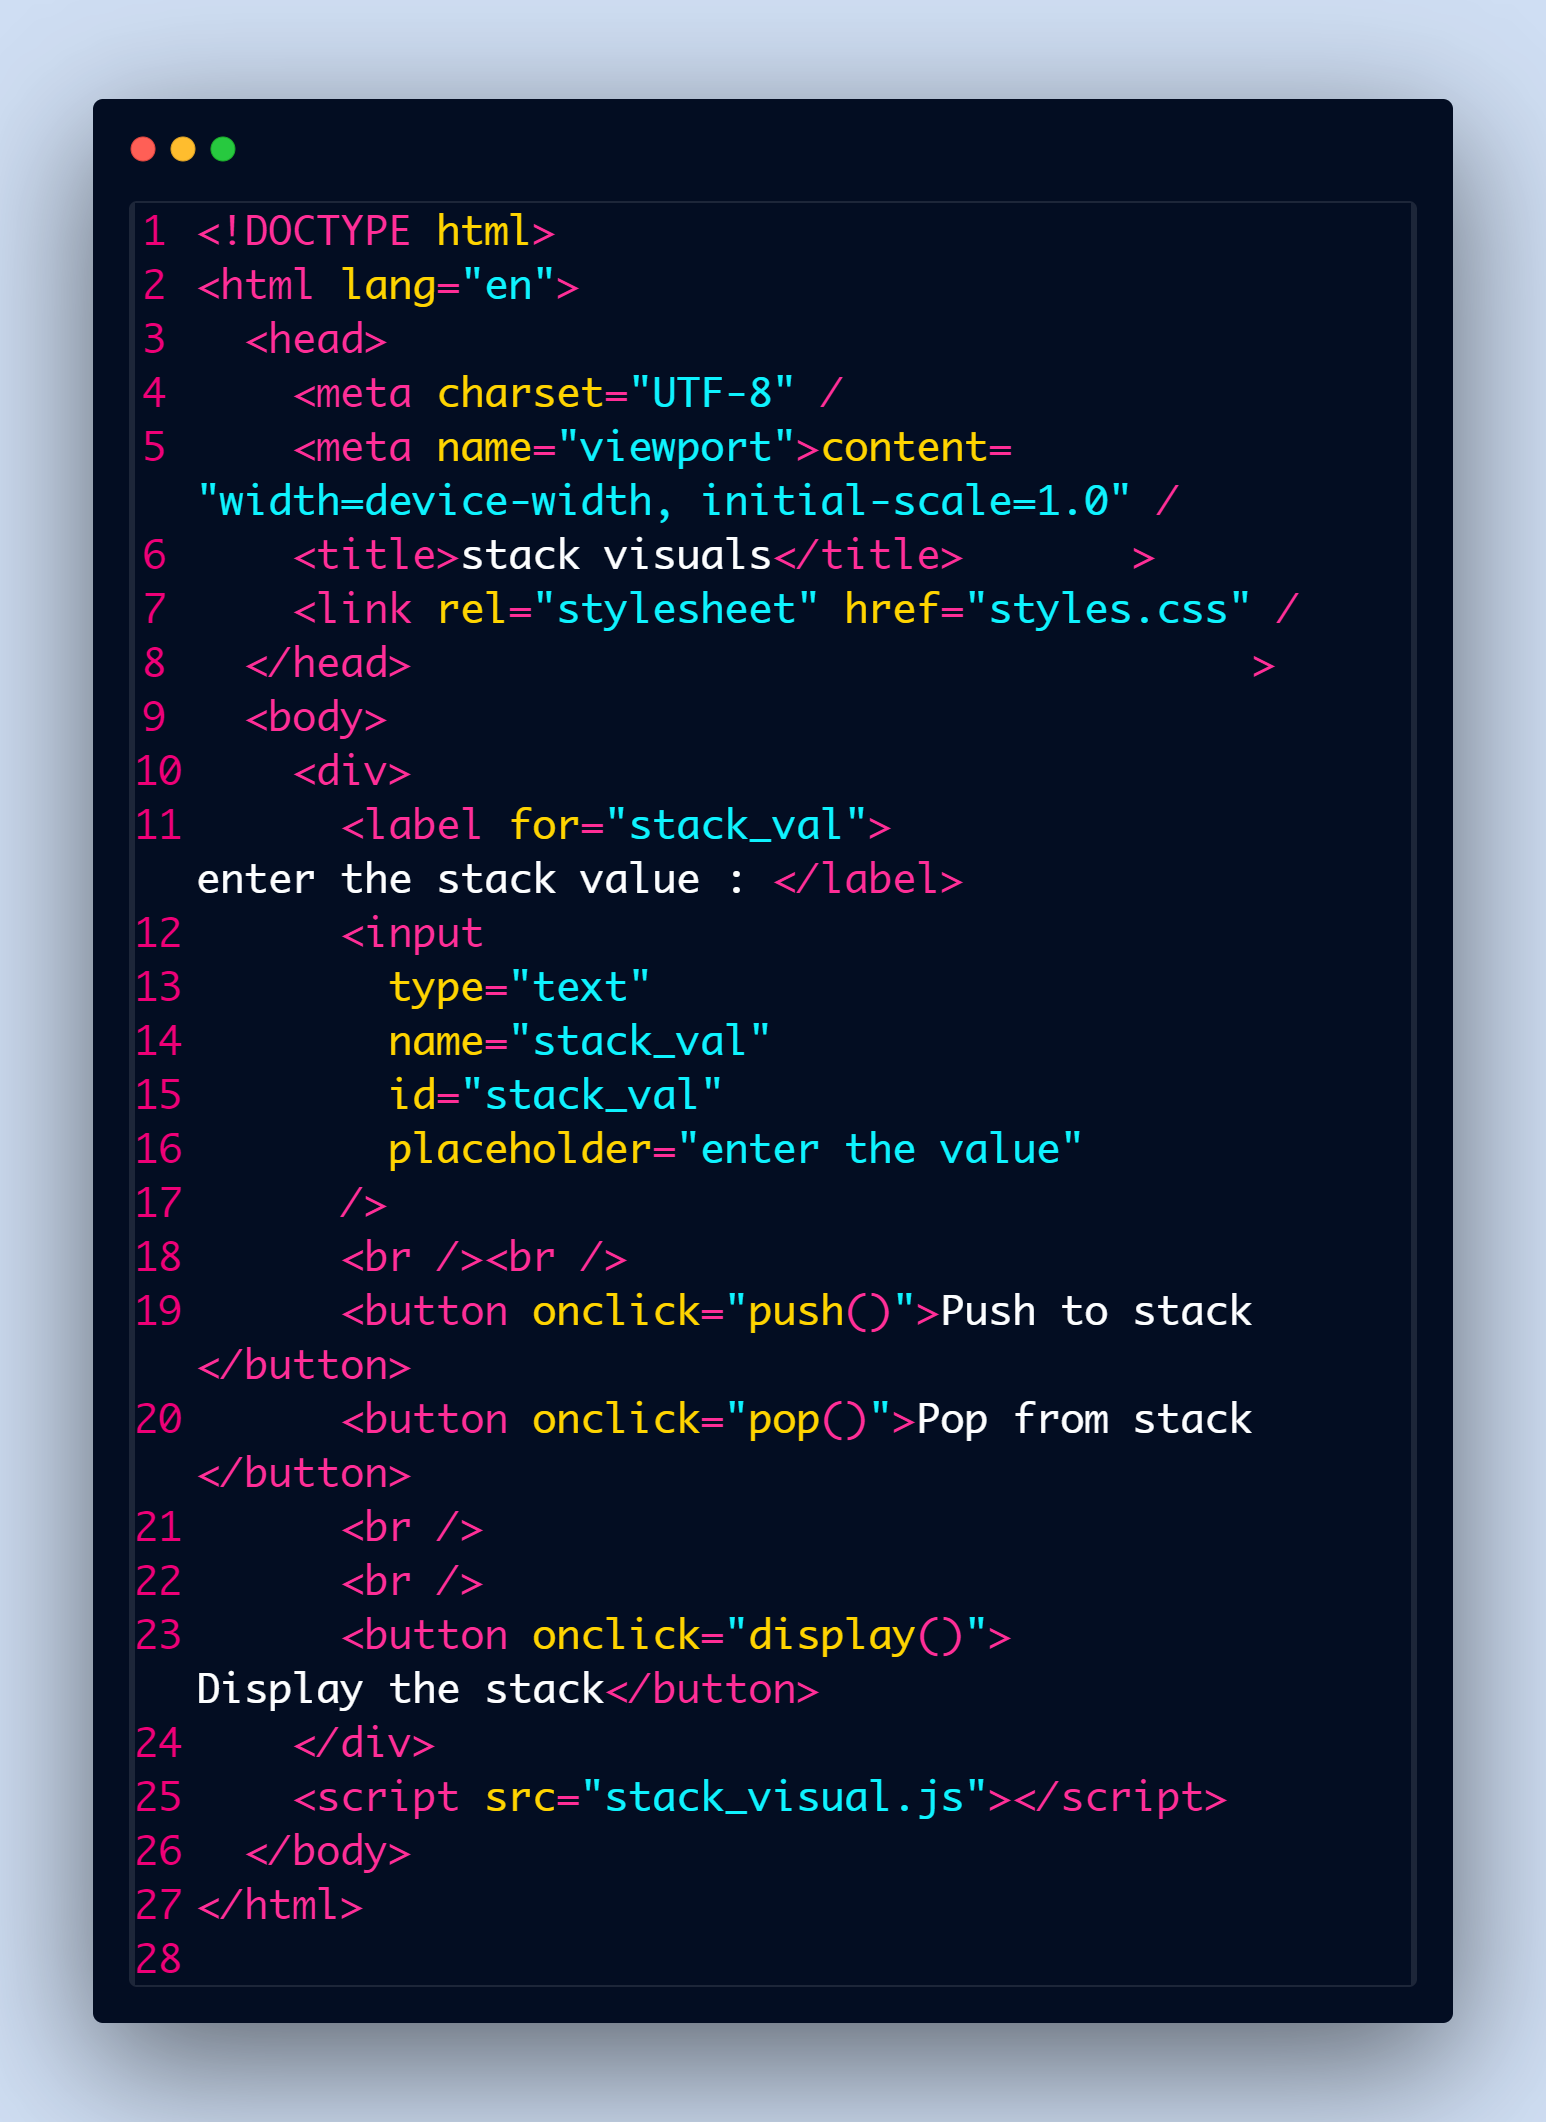 1 <!DOCTYPE html>
2 <html lang="en">
3   <head>
4     <meta charset="UTF-8" /
5     <meta name="viewport">content=
"width=device-width, initial-scale=1.0" /
6     <title>stack visuals</title>       >
7     <link rel="stylesheet" href="styles.css" /
8   </head>                                   >
9   <body>
10     <div>
11       <label for="stack_val">
enter the stack value : </label>
12       <input
13         type="text"
14         name="stack_val"
15         id="stack_val"
16         placeholder="enter the value"
17       />
18       <br /><br />
19       <button onclick="push()">Push to stack
</button>
20       <button onclick="pop()">Pop from stack
</button>
21       <br />
22       <br />
23       <button onclick="display()">
Display the stack</button>
24     </div>
25     <script src="stack_visual.js"></script>
26   </body>
27 </html>
28